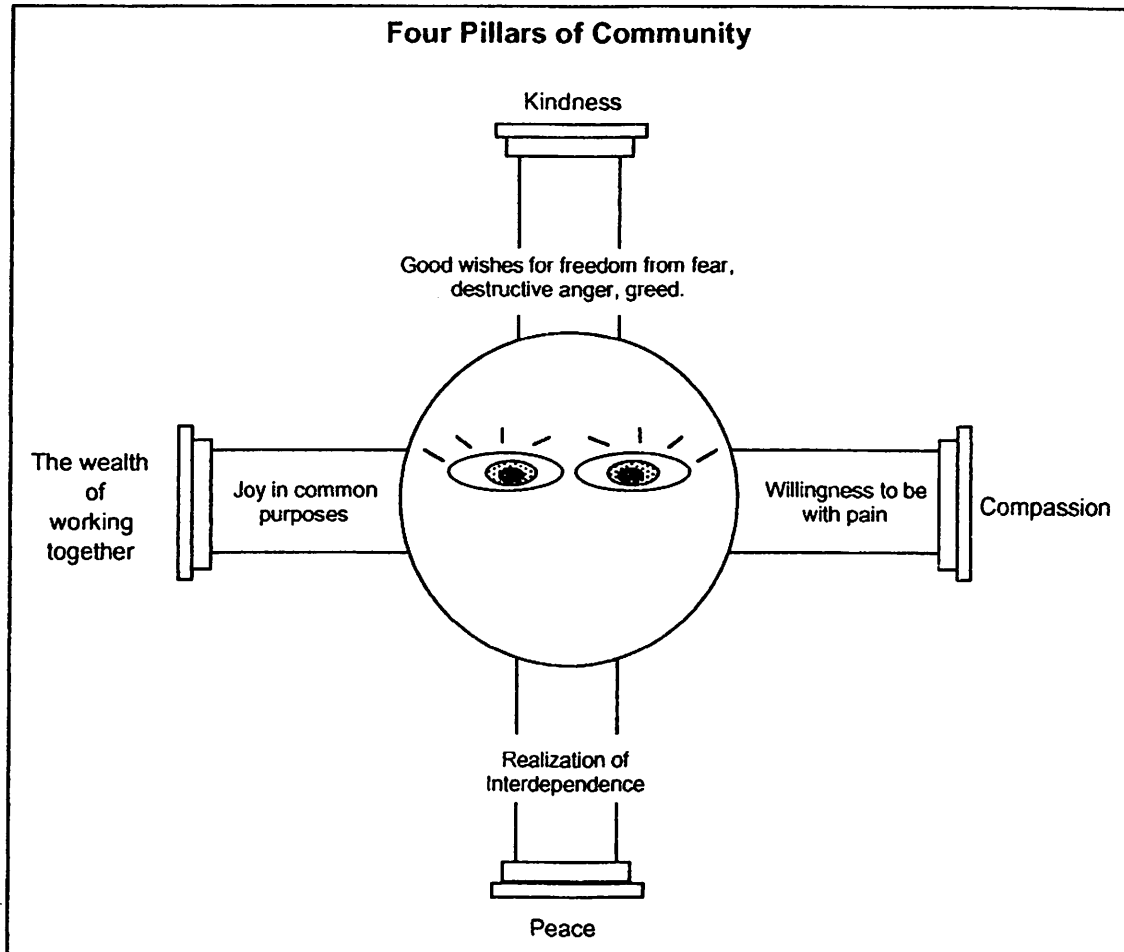 Four Pillars of Community
Kindness
Good wishes for freedom from fear,
destructive anger, greed.
The wealth
of
working
together
Joy in common
purposes
Willingness to be
with pain
Compassion
Realization of
Interdependence
Peace